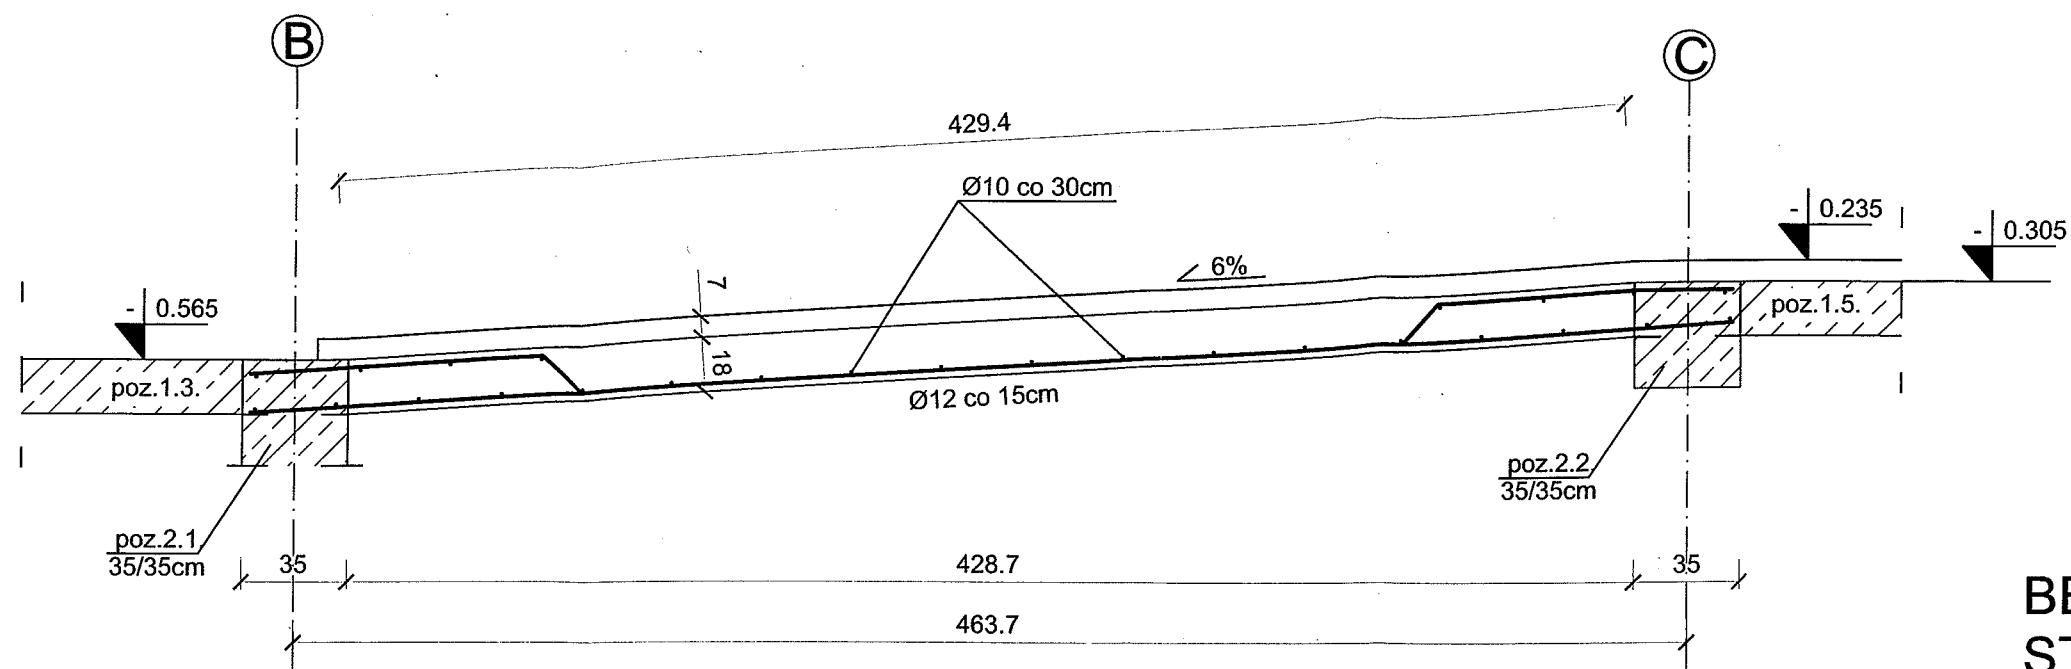 B
C
429.4
Ø10 co 30cm
- 0.235
- 0.305
6%
7
- 0.565
poz.1.5.
18
poz.1.3.
Ø12 co 15cm
poz.2.2.
35/35cm
poz.2.1.
35/35cm
35
428.7
35
463.7
BE
ST